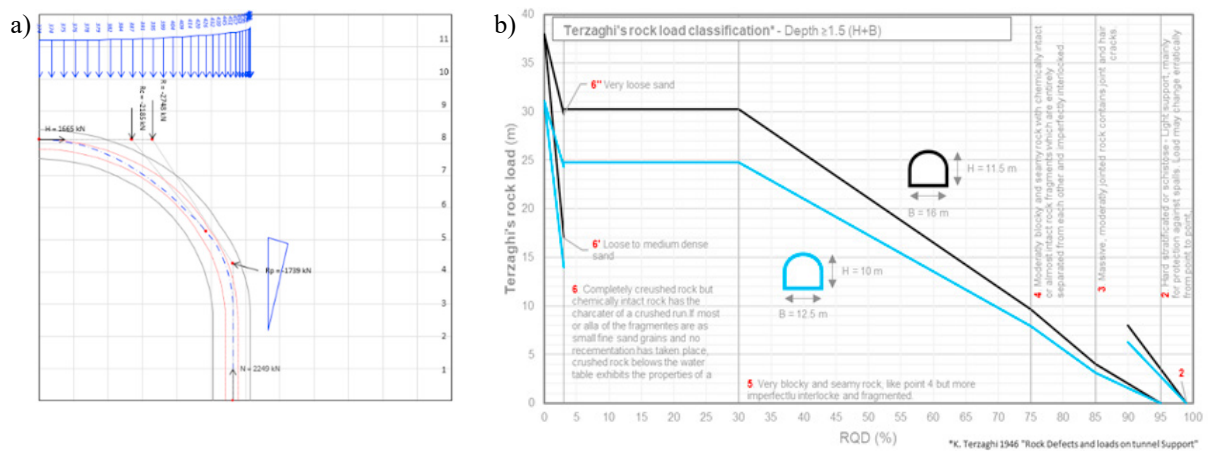 a)
11
10
9
8
7
6
5
4
3
2
1
H = 1665 kN
Rp = -1739 kN
N = 2249 kN
b)
Terzaghi's rock load classification* - Depth ≥1.5 (H+B)
Terzaghi*s rock load (m)
40
35
30
25
20
15
10
5
0
6'' Very loose sand
6' Loose to medium dense
sand
6 Completely creushed rock but
chemically intact rock has the
charcater of a crushed run.If most
or alla of the fragmentes are as
small fine sand grains and no
recementation has taken place,
crushed rock belows the water
table exhibits the properties of a
H = 11.5 m
B = 16 m
H = 10 m
B = 12.5 m
5 Very blocky and seamy rock, like point 4 but more
imperfectlu interlocke and fragmented.
4 Moderatly blocky and seamy rock with chemically intact
or almost intact rock fragments which are entirely
separated from each other and imperfectly interlocked
3 Massive, moderatly jointed rock contains joint and hair
cracks.
2 Hard stratified or schistose - Light support, mainly
for protection against spalls. Load may change erratically
from point to point.
2
0 5 10 15 20 25 30 35 40 45 50 55 60 65 70 75 80 85 90 95 100
RQD (%)
*K. Terzaghi 1946 "Rock Defects and loads on tunnel Support"